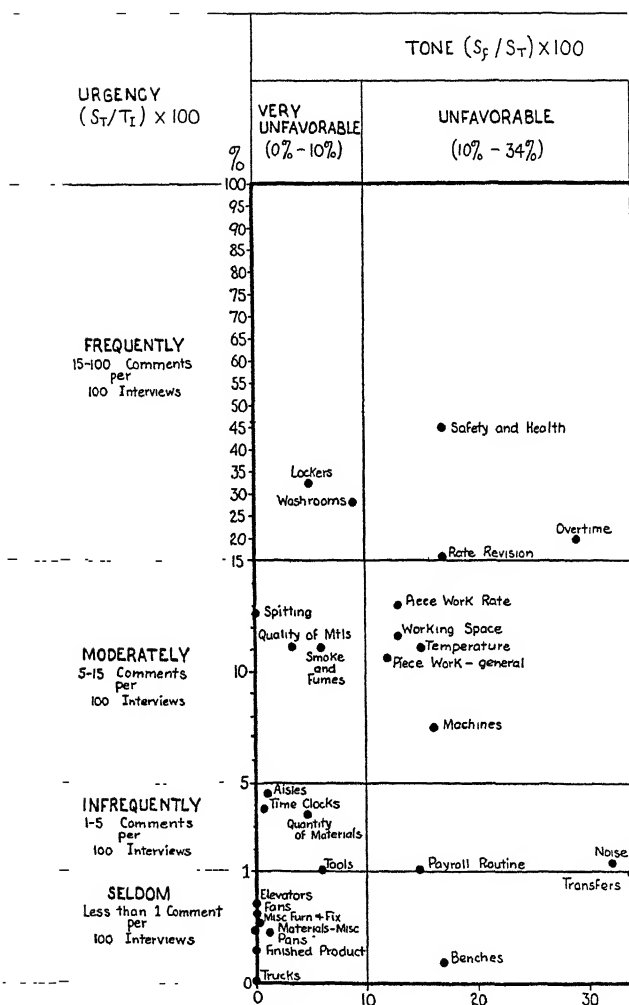 TONE (Sf/ST) X 100
URGENCY
(ST/TI) X 100
VERY
UNFAVORABLE
(0%-10%)
UNFAVORABLE
(10%-34%)
%
100
95
90
85
80
75
70
65
60
55
50
45
40
35
30
25
20
15
10
5
1
0
FREQUENTLY
15-100 Comments
per
100 Interviews
Safety and Health
Lockers
Washrooms
Overtime
Rate Revision
MODERATELY
5-15 Comments
per
100 Interviews
Spitting
Piece Work Rate
Quality of Mtls
Working Space
Smoke
and
Fumes
Temperature
Piece Work - general
Machines
INFREQUENTLY
1-5 Comments
per
100 Interviews
Aisles
Time Clocks
Quantity
of Materials
Tools
Payroll Routine
Noise
Transfers
SELDOM
Less than 1 Comment
per
100 Interviews
Elevators
Fans
Misc Furn + Fix
Materials-Misc
Pans
Finished Product
Benches
Trucks
0
10
20
30